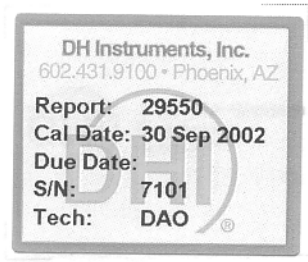 DH Instruments, Inc.
602.431.9100 • Phoenix, AZ
Report: 29550
Cal Date: 30 Sep 2002
Due Date:
S/N: 7101
Tech: DAO
DHI ®